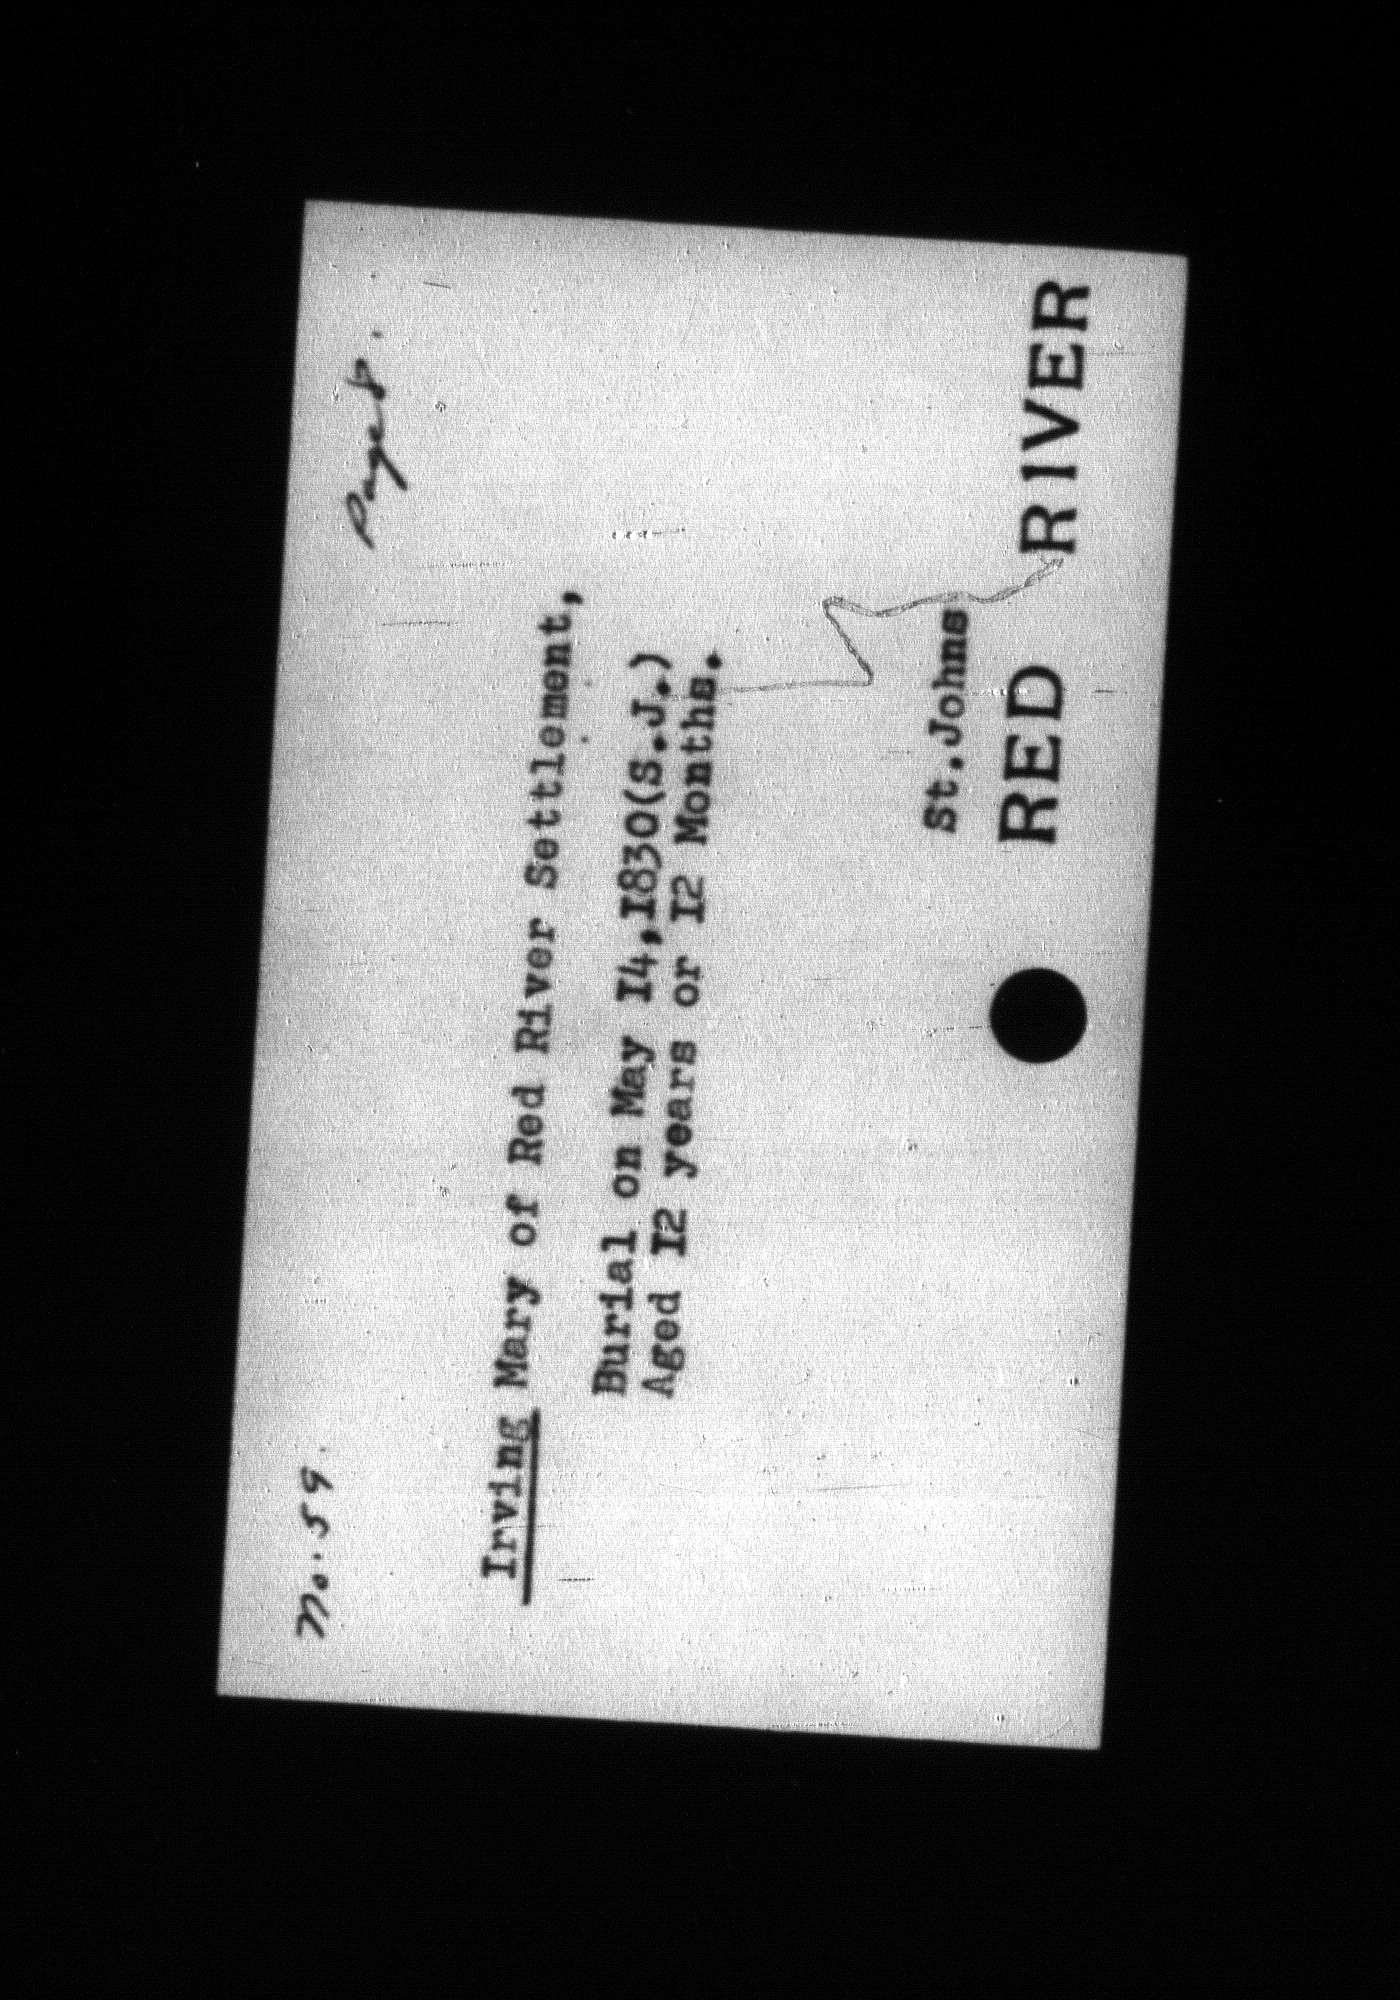 No. 59.
Page 8.
Irving Mary of Red River Settlement,
Burial on May I4,I830(S.J.)
Aged I2 years or I2 Months.
St.Johns
RED RIVER